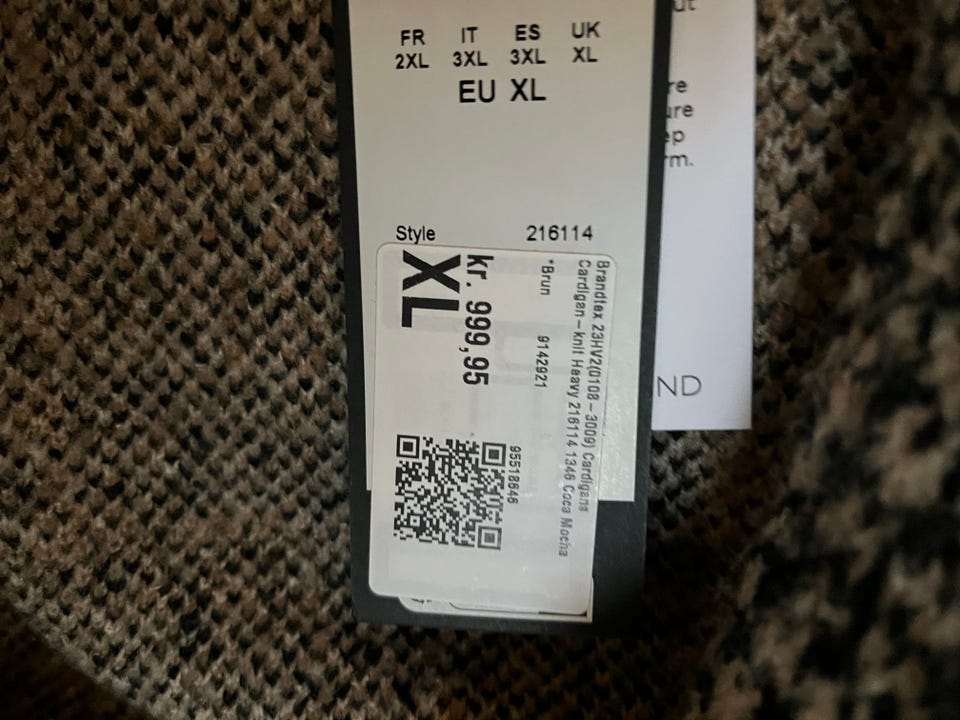 FR IT ES UK
2XL 3XL 3XL XL
EU XL
Style 216114
Brandtex 23HV2(0108-3009) Cardigans
Cardigan-knit Heavy 216114 1346 Coca Mocha
*Brun 9142921
kr. 999,95
XL
95518646
ure
rm.
ND